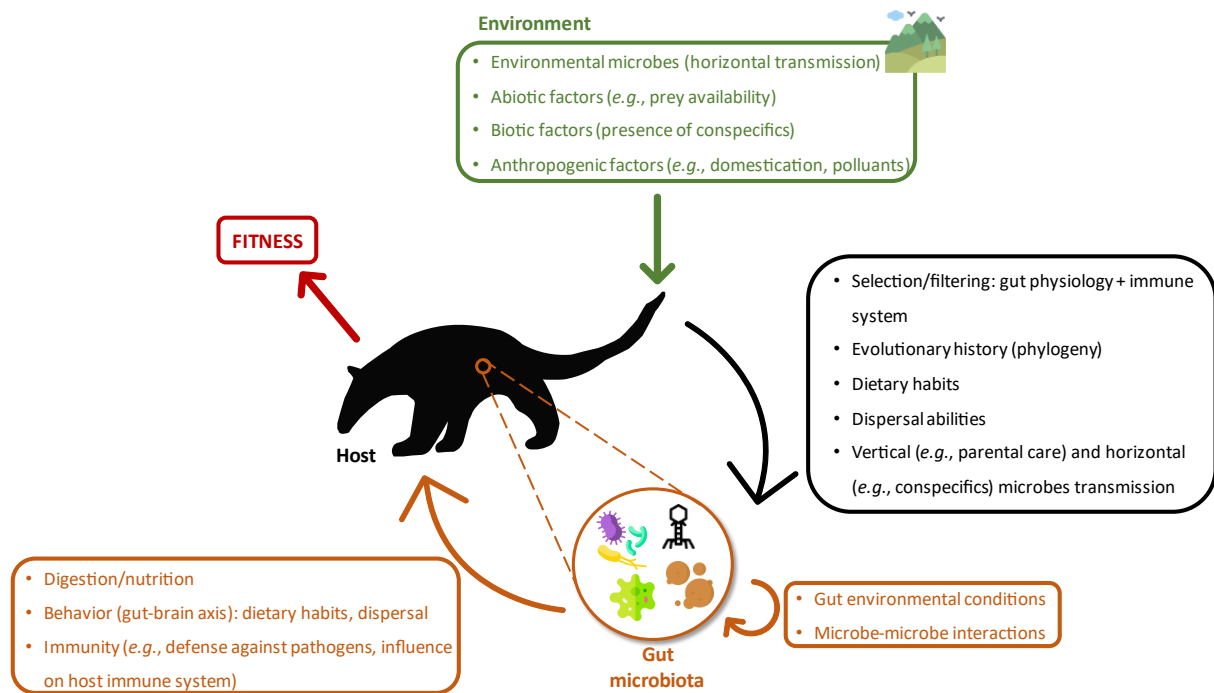 Environment
• Environmental microbes (horizontal transmission)
• Abiotic factors (e.g., prey availability)
• Biotic factors (presence of conspecifics)
• Anthropogenic factors (e.g., domestication, polluants)
FITNESS
• Selection/filtering: gut physiology + immune
system
• Evolutionary history (phylogeny)
• Dietary habits
• Dispersal abilities
• Vertical (e.g., parental care) and horizontal
(e.g., conspecifics) microbes transmission
Host
• Digestion/nutrition
• Behavior (gut-brain axis): dietary habits, dispersal
• Immunity (e.g., defense against pathogens, influence
on host immune system)
• Gut environmental conditions
• Microbe-microbe interactions
Gut
microbiota